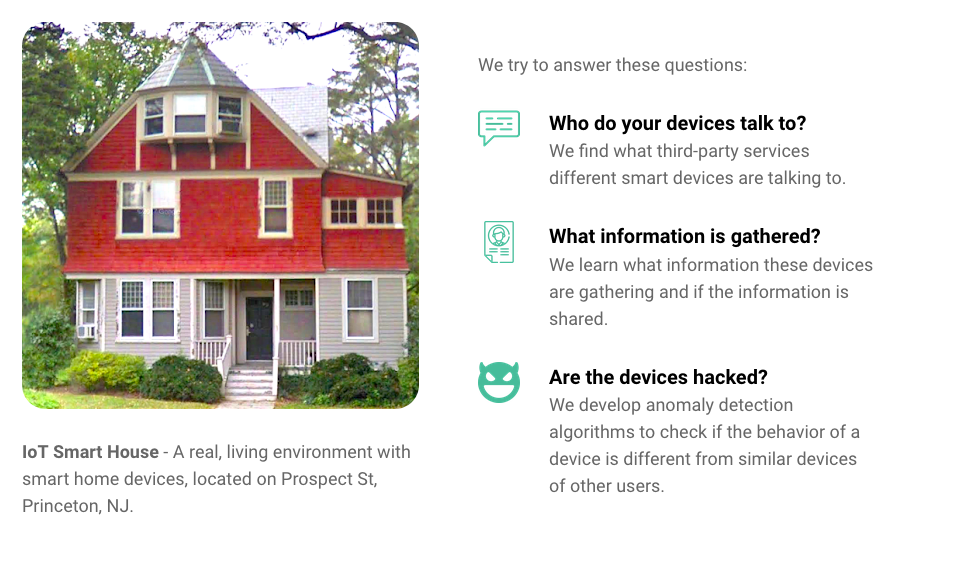 We try to answer these questions:
Who do your devices talk to?
We find what third-party services
different smart devices are talking to.
What information is gathered?
We learn what information these devices
are gathering and if the information is
shared.
Are the devices hacked?
We develop anomaly detection
algorithms to check if the behavior of a
device is different from similar devices
of other users.
IoT Smart House - A real, living environment with
smart home devices, located on Prospect St,
Princeton, NJ.